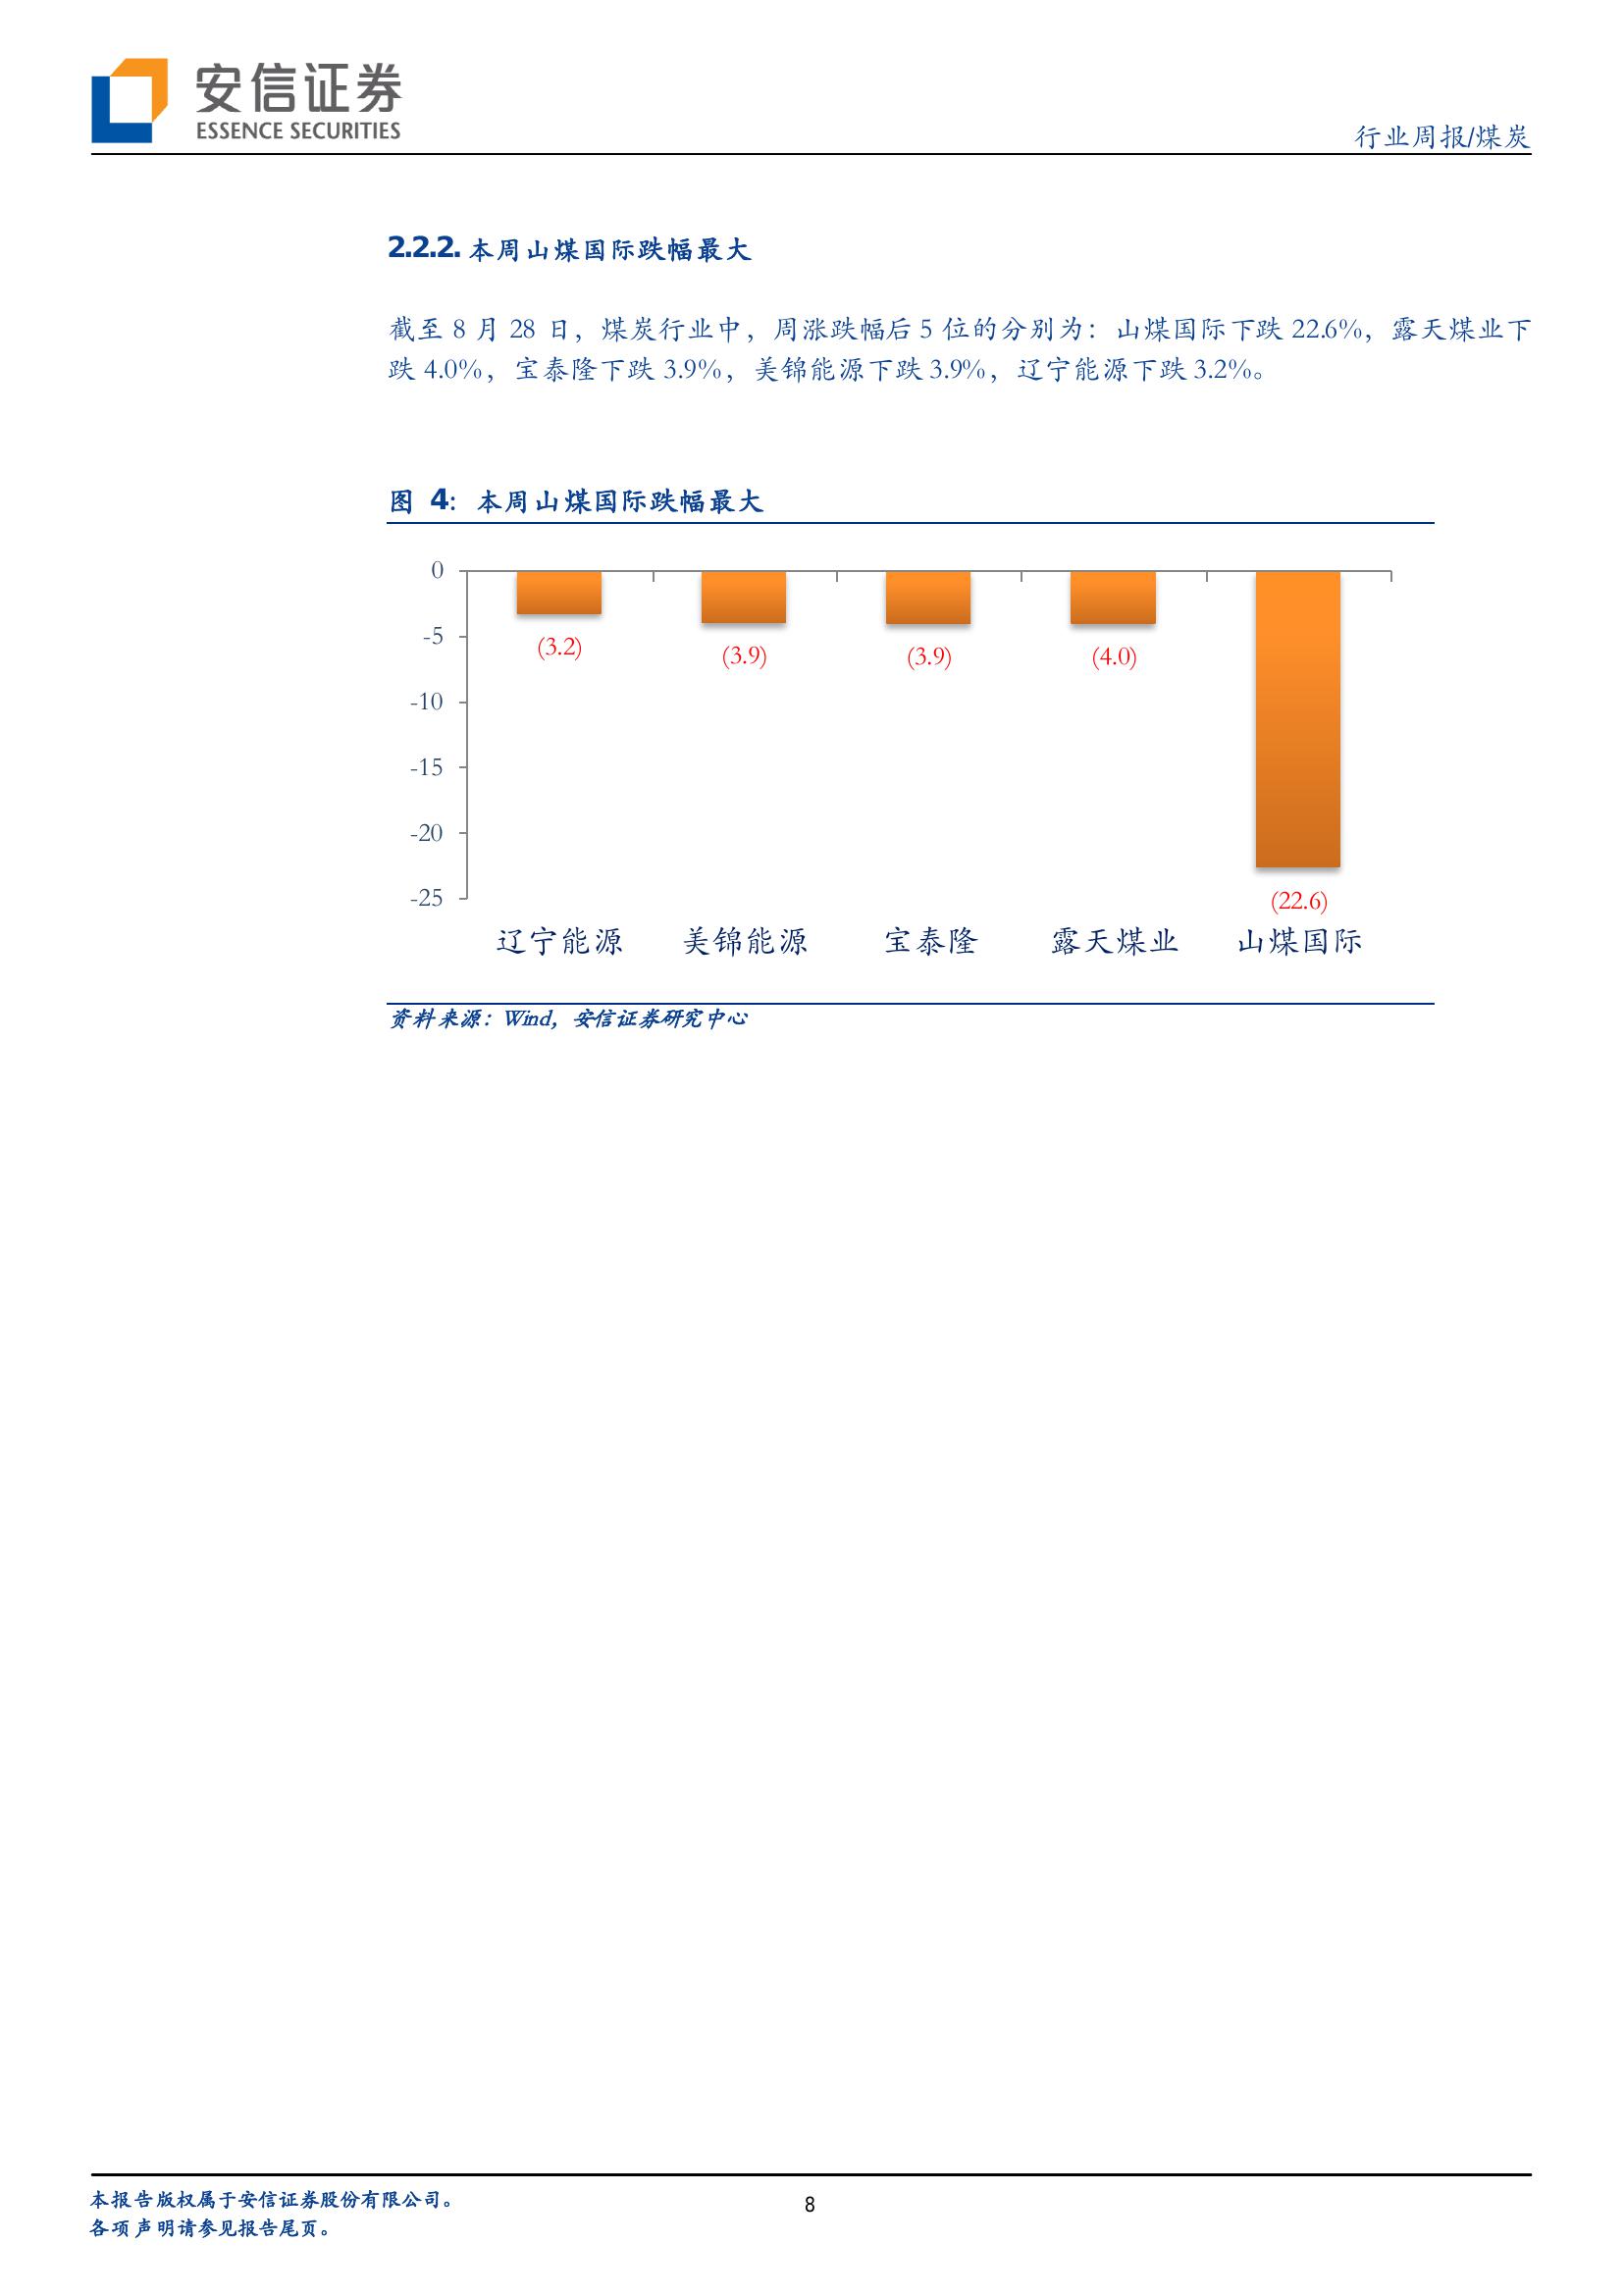 安信证券
ESSENCE SECURITIES
行业周报/煤炭
2.2.2. 本周山煤国际跌幅最大
截至 8 月 28 日，煤炭行业中，周涨跌幅后 5 位的分别为：山煤国际下跌 22.6%，露天煤业下
跌 4.0%，宝泰隆下跌 3.9%，美锦能源下跌 3.9%，辽宁能源下跌 3.2%。
图 4：本周山煤国际跌幅最大
0
-5
-10
-15
-20
-25
(3.2)
(3.9)
(3.9)
(4.0)
(22.6)
辽宁能源 美锦能源 宝泰隆 露天煤业 山煤国际
资料来源：Wind，安信证券研究中心
本报告版权属于安信证券股份有限公司。
各项声明请参见报告尾页。
8